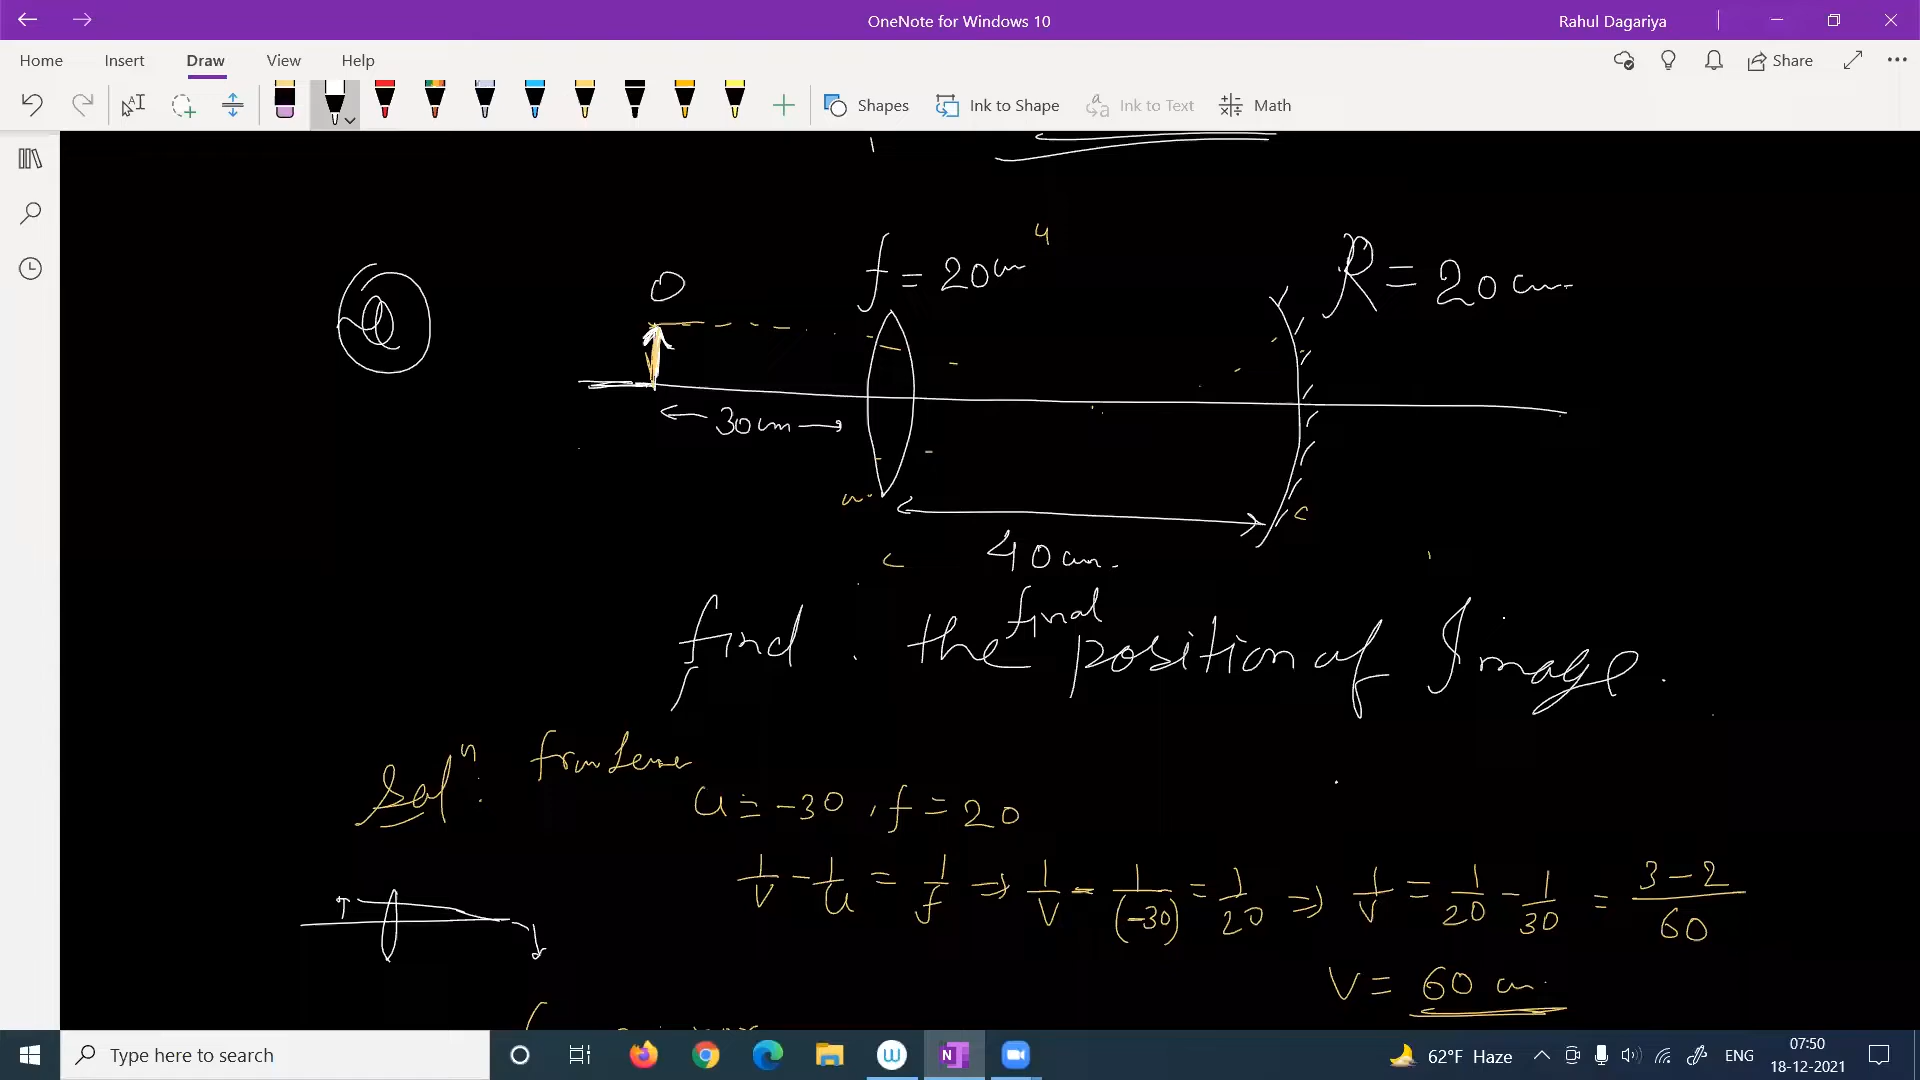 OneNote for Windows 10
Rahul Dagariya
Home Insert Draw View Help
Share
Shapes Ink to Shape Ink to Text Math
Q
O
f = 20cm
R = 20 cm.
30cm
40 cm.
find the final position of Image.
Solⁿ: from Lense
u = -30, f = 20
1/v - 1/u = 1/f ⇒ 1/v - 1/(-30) = 1/20 ⇒ 1/v = 1/20 - 1/30 = 3-2/60
V = 60 cm.
Type here to search
62°F Haze
ENG
07:50
18-12-2021